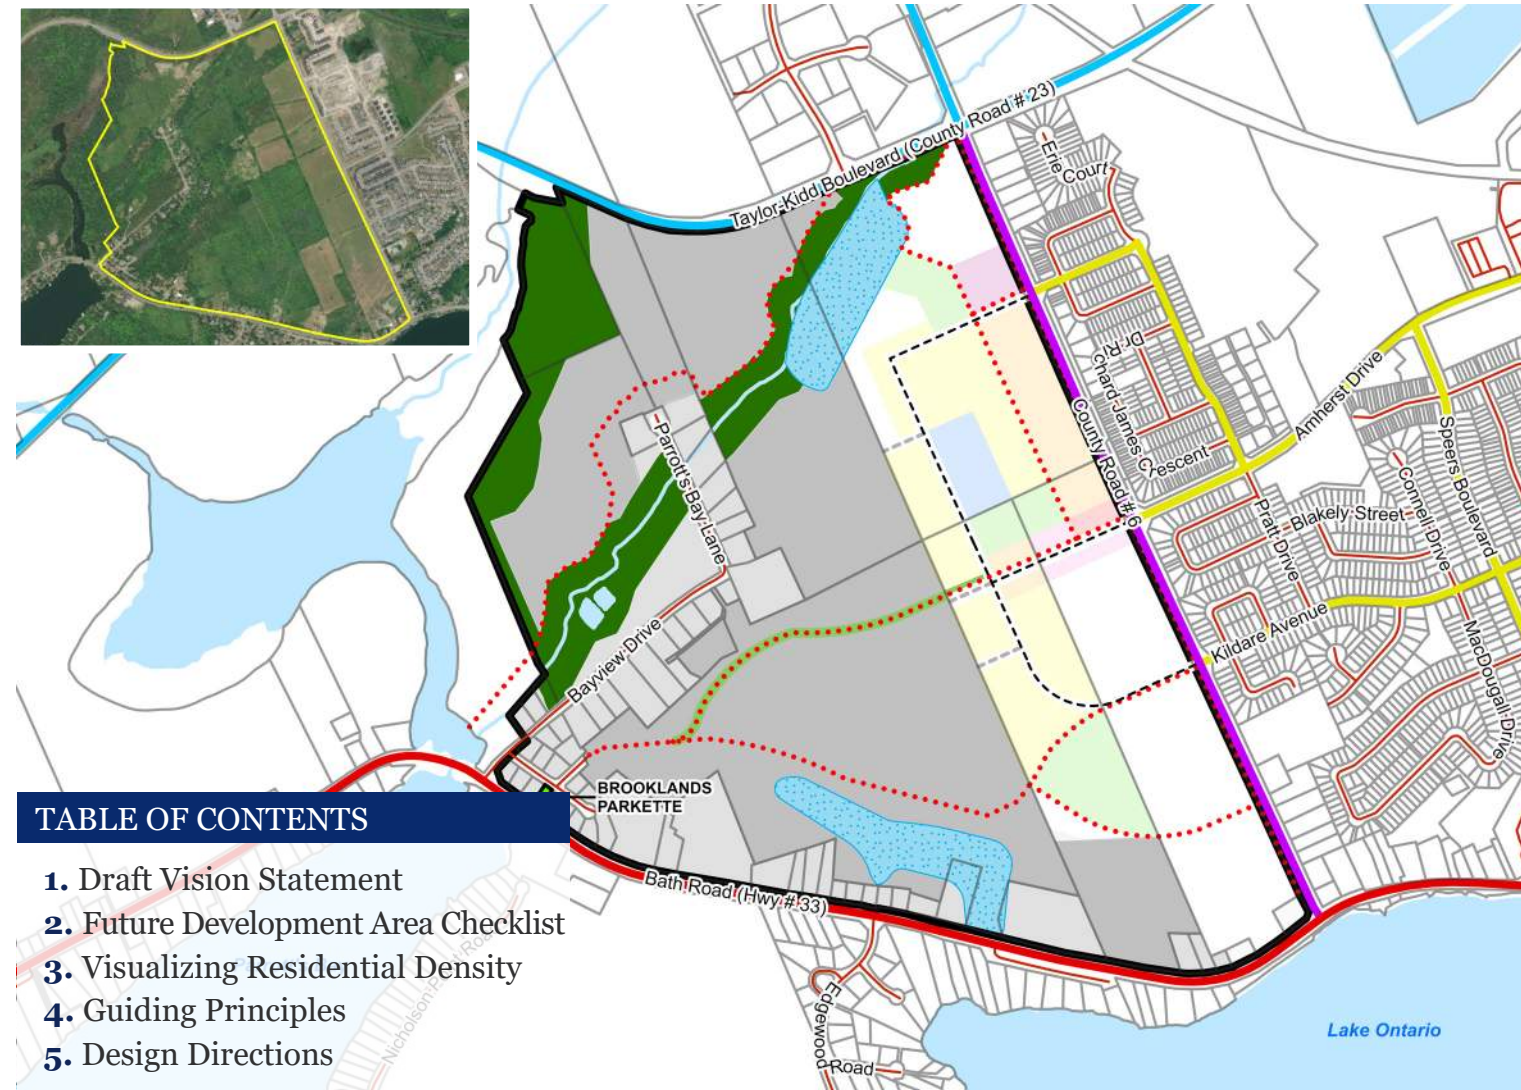 Taylor-Kidd Boulevard (County Road # 23)
Erie
Court
Dr Ri
chard James Crescent
County Road # 6
Amherst Drive
Speers Boulevard
Connell Drive
Blakely Street
Pratt Drive
Kildare Avenue
MacDougall Drive
Parrott's Bay Lane
Bayview Drive
BROOKLANDS
PARKETTE
Bath Road (Hwy # 33)
Edgewood
Road
Lake Ontario
TABLE OF CONTENTS
1. Draft Vision Statement
2. Future Development Area Checklist
3. Visualizing Residential Density
4. Guiding Principles
5. Design Directions